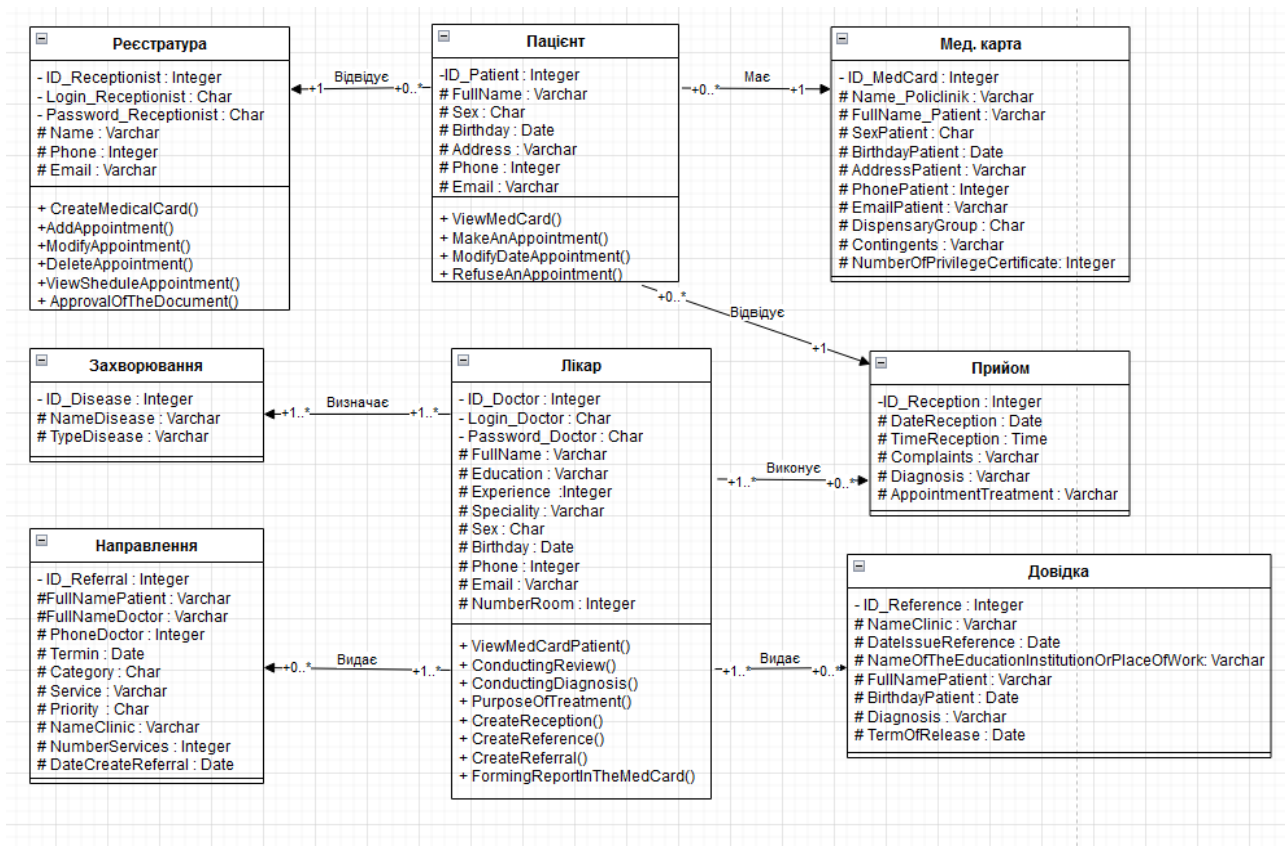 Реєстратура
- ID_Receptionist : Integer
- Login_Receptionist : Char
- Password_Receptionist : Char
# Name : Varchar
# Phone : Integer
# Email : Varchar
+ CreateMedicalCard()
+AddAppointment()
+ModifyAppointment()
+DeleteAppointment()
+ViewSheduleAppointment()
+ ApprovalOfTheDocument()
+1
Відвідує
+0..*
Пацієнт
-ID_Patient : Integer
# FullName : Varchar
# Sex : Char
# Birthday : Date
# Address : Varchar
# Phone : Integer
# Email : Varchar
+ ViewMedCard()
+ MakeAnAppointment()
+ ModifyDateAppointment()
+ RefuseAnAppointment()
+0..*
Має
+1
Мед. карта
- ID_MedCard : Integer
# Name_Policlinik : Varchar
# FullName_Patient : Varchar
# SexPatient : Char
# BirthdayPatient : Date
# AddressPatient : Varchar
# PhonePatient : Integer
# EmailPatient : Varchar
# DispensaryGroup : Char
# Contingents : Varchar
# NumberOfPrivilegeCertificate: Integer
+0..*
Відвідує
+1
Захворювання
- ID_Disease : Integer
# NameDisease : Varchar
# TypeDisease : Varchar
+1..*
Визначає
+1..*
Лікар
- ID_Doctor : Integer
- Login_Doctor : Char
- Password_Doctor : Char
# FullName : Varchar
# Education : Varchar
# Experience :Integer
# Speciality : Varchar
# Sex : Char
# Birthday : Date
# Phone : Integer
# Email : Varchar
# NumberRoom : Integer
+ ViewMedCardPatient()
+ ConductingReview()
+ ConductingDiagnosis()
+ PurposeOfTreatment()
+ CreateReception()
+ CreateReference()
+ CreateReferral()
+ FormingReportInTheMedCard()
+1..*
Виконує
+0..*
Прийом
-ID_Reception : Integer
# DateReception : Date
# TimeReception : Time
# Complaints : Varchar
# Diagnosis : Varchar
# AppointmentTreatment : Varchar
Направлення
- ID_Referral : Integer
#FullNamePatient : Varchar
#FullNameDoctor : Varchar
# PhoneDoctor : Integer
# Termin : Date
# Category : Char
# Service : Varchar
# Priority : Char
# NameClinic : Varchar
# NumberServices : Integer
# DateCreateReferral : Date
+0..*
Видає
+1..*
+1..*
Видає
+0..*
Довідка
- ID_Reference : Integer
# NameClinic : Varchar
# DateIssueReference : Date
# NameOfTheEducationInstitutionOrPlaceOfWork: Varchar
# FullNamePatient : Varchar
# BirthdayPatient : Date
# Diagnosis : Varchar
# TermOfRelease : Date